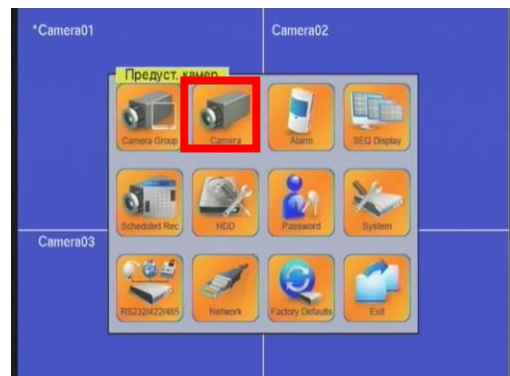 *Camera01 Camera02
Предуст. камер
Camera Group Camera Alarm SEQ Display
Scheduled Rec HDD Password System
Camera03
RS232/422/485 Network Factory Defaults Exit